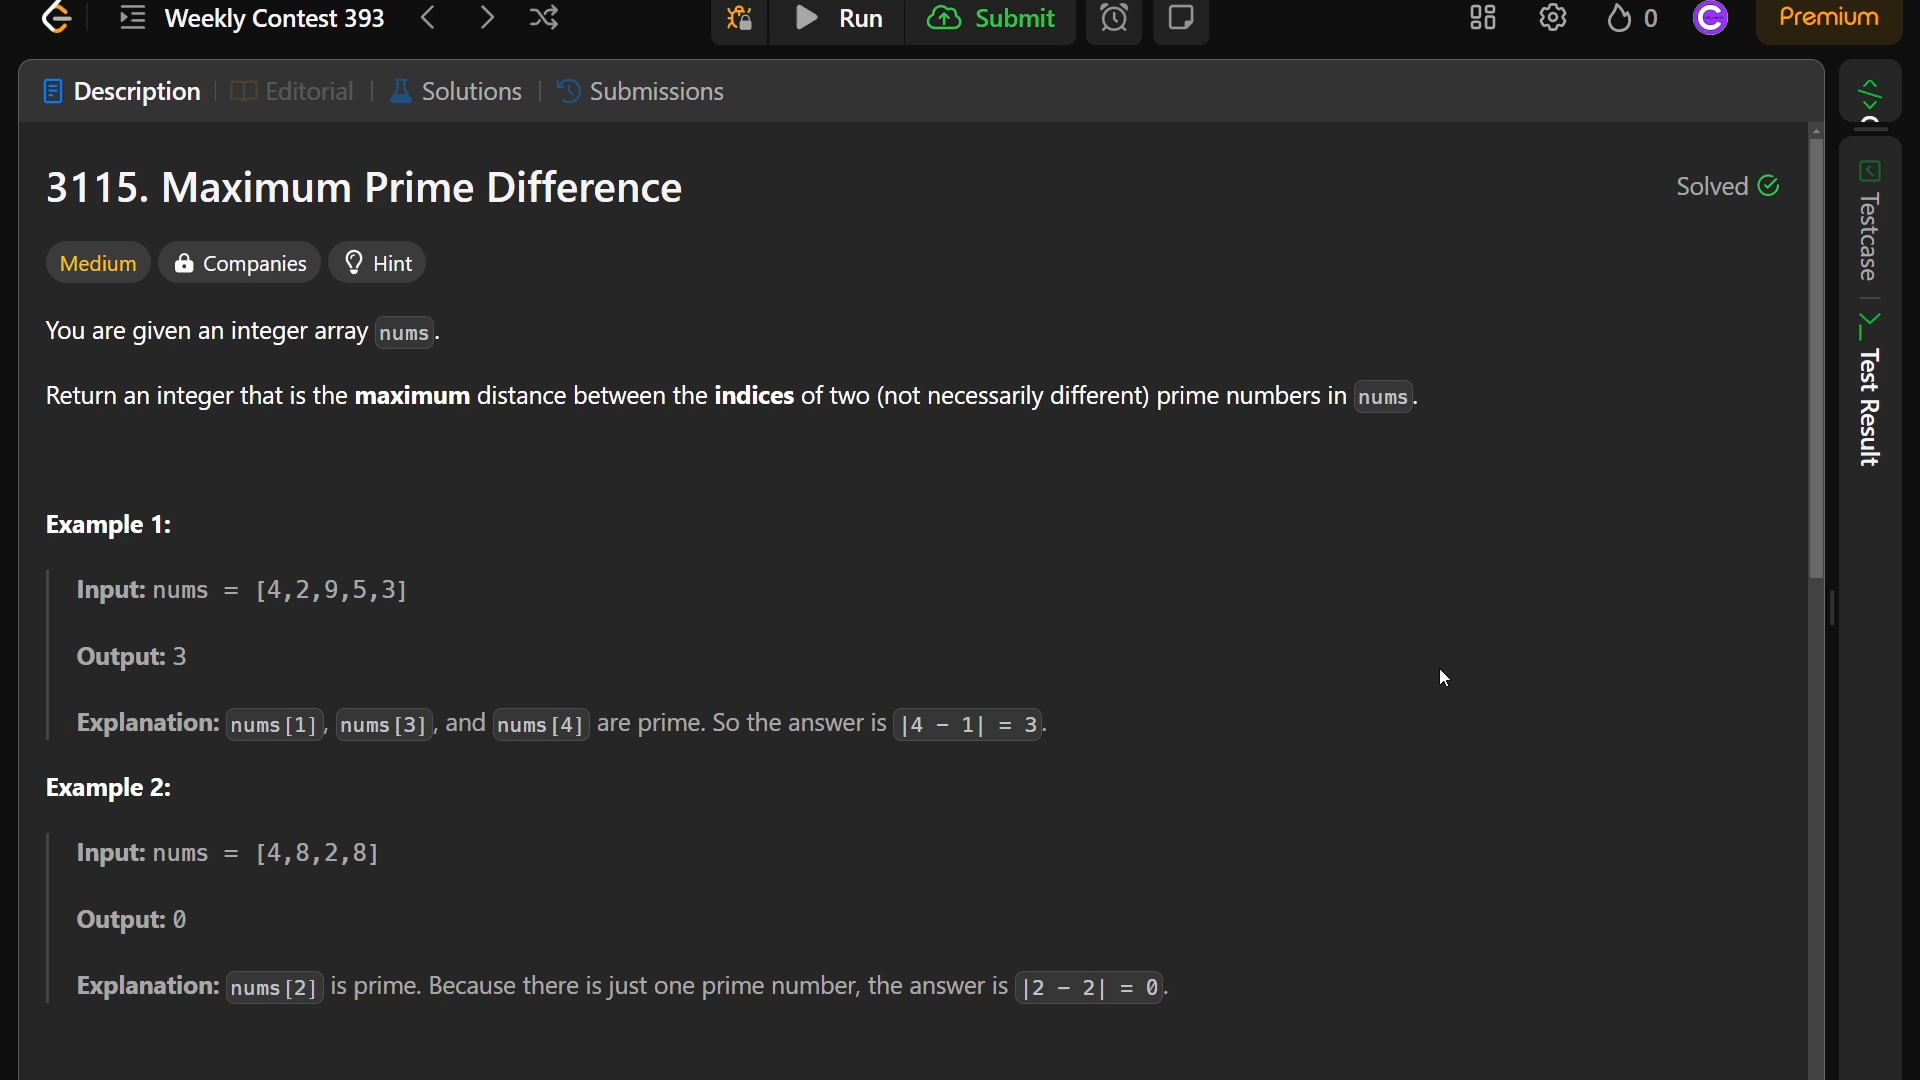 Weekly Contest 393
Run
Submit
0
Premium
Description
Editorial
Solutions
Submissions
3115. Maximum Prime Difference
Solved
Medium
Companies
Hint
You are given an integer array nums.
Return an integer that is the maximum distance between the indices of two (not necessarily different) prime numbers in nums.
Example 1:
Input: nums = [4,2,9,5,3]
Output: 3
Explanation: nums[1], nums[3], and nums[4] are prime. So the answer is |4 - 1| = 3.
Example 2:
Input: nums = [4,8,2,8]
Output: 0
Explanation: nums[2] is prime. Because there is just one prime number, the answer is |2 - 2| = 0.
Testcase
Test Result